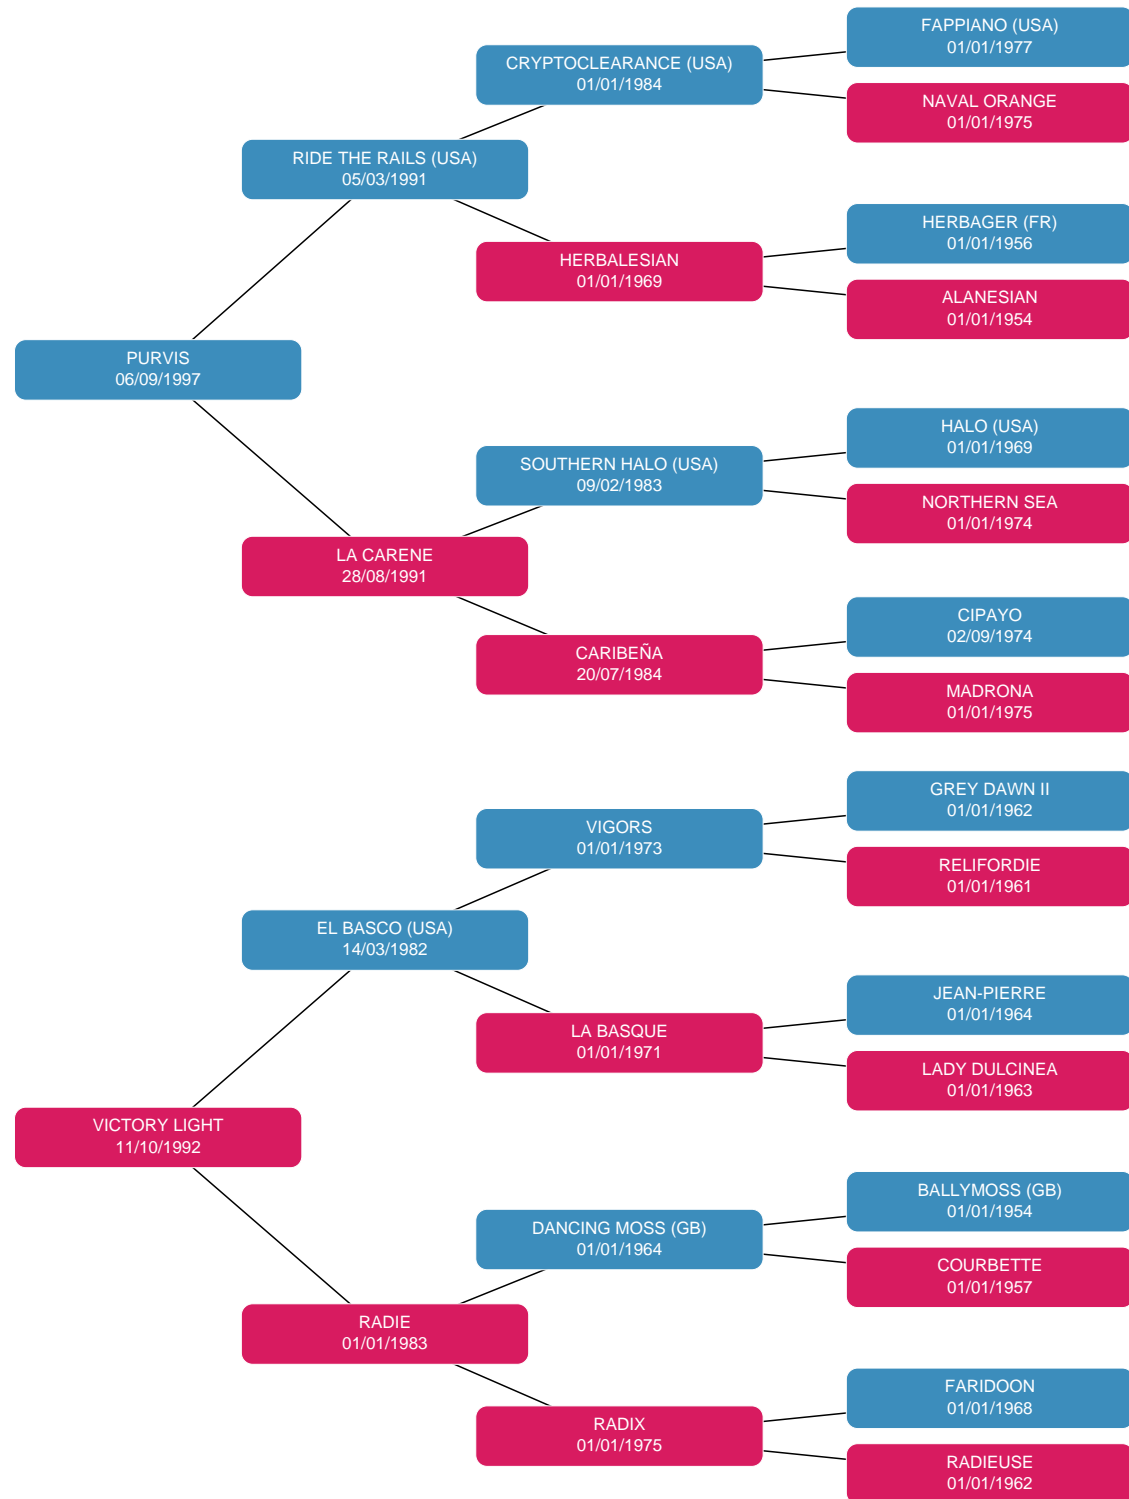 FAPPIANO (USA)
01/01/1977
CRYPTOCLEARANCE (USA)
01/01/1984
NAVAL ORANGE
01/01/1975
RIDE THE RAILS (USA)
05/03/1991
HERBAGER (FR)
01/01/1956
HERBALESIAN
01/01/1969
ALANESIAN
01/01/1954
PURVIS
06/09/1997
HALO (USA)
01/01/1969
SOUTHERN HALO (USA)
09/02/1983
NORTHERN SEA
01/01/1974
LA CARENE
28/08/1991
CIPAYO
02/09/1974
CARIBEÑA
20/07/1984
MADRONA
01/01/1975
GREY DAWN II
01/01/1962
VIGORS
01/01/1973
RELIFORDIE
01/01/1961
EL BASCO (USA)
14/03/1982
JEAN-PIERRE
01/01/1964
LA BASQUE
01/01/1971
LADY DULCINEA
01/01/1963
VICTORY LIGHT
11/10/1992
BALLYMOSS (GB)
01/01/1954
DANCING MOSS (GB)
01/01/1964
COURBETTE
01/01/1957
RADIE
01/01/1983
FARIDOON
01/01/1968
RADIX
01/01/1975
RADIEUSE
01/01/1962